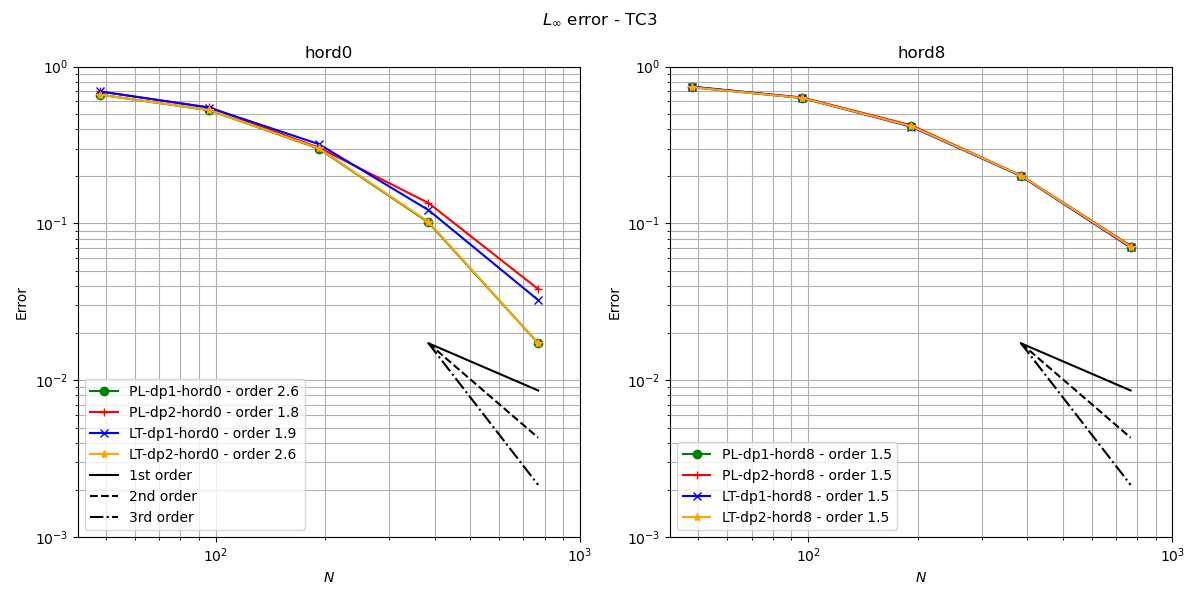 L∞ error - TC3
hord0
10⁰
10⁻¹
10⁻²
10⁻³
Error
PL-dp1-hord0 - order 2.6
PL-dp2-hord0 - order 1.8
LT-dp1-hord0 - order 1.9
LT-dp2-hord0 - order 2.6
1st order
2nd order
3rd order
10²
10³
N
hord8
10⁰
10⁻¹
10⁻²
10⁻³
Error
PL-dp1-hord8 - order 1.5
PL-dp2-hord8 - order 1.5
LT-dp1-hord8 - order 1.5
LT-dp2-hord8 - order 1.5
10²
10³
N